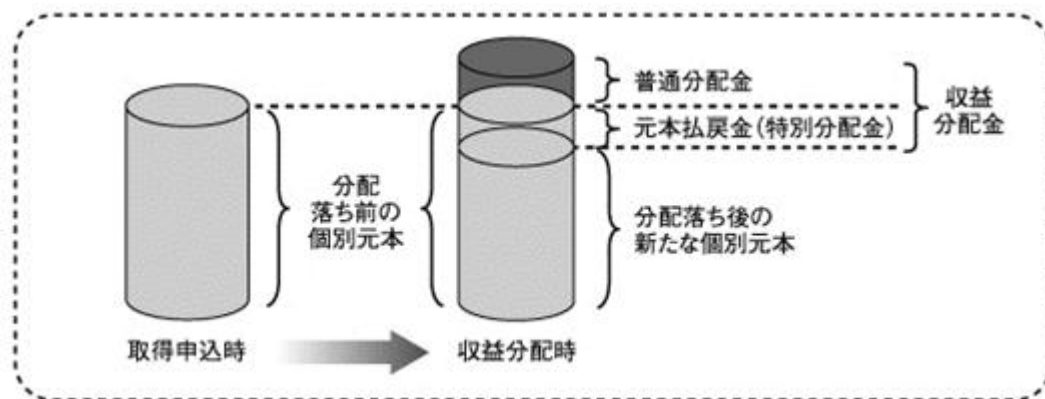 普通分配金
元本払戻金(特別分配金)
収益
分配金
分配
落ち前の
個別元本
分配落ち後の
新たな個別元本
取得申込時
収益分配時